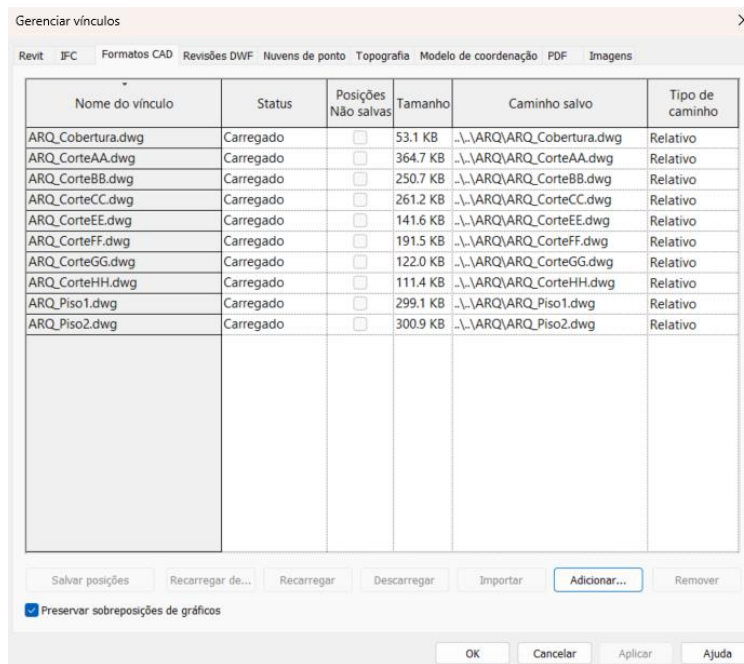 Gerenciar vínculos
Revit IFC Formatos CAD Revisões DWF Nuvens de ponto Topografia Modelo de coordenação PDF Imagens
Nome do vínculo Status Posições Não salvas Tamanho Caminho salvo Tipo de caminho
ARQ_Cobertura.dwg Carregado 53.1 KB ..\..\ARQ\ARQ_Cobertura.dwg Relativo
ARQ_CorteAA.dwg Carregado 364.7 KB ..\..\ARQ\ARQ_CorteAA.dwg Relativo
ARQ_CorteBB.dwg Carregado 250.7 KB ..\..\ARQ\ARQ_CorteBB.dwg Relativo
ARQ_CorteCC.dwg Carregado 261.2 KB ..\..\ARQ\ARQ_CorteCC.dwg Relativo
ARQ_CorteEE.dwg Carregado 141.6 KB ..\..\ARQ\ARQ_CorteEE.dwg Relativo
ARQ_CorteFF.dwg Carregado 191.5 KB ..\..\ARQ\ARQ_CorteFF.dwg Relativo
ARQ_CorteGG.dwg Carregado 122.0 KB ..\..\ARQ\ARQ_CorteGG.dwg Relativo
ARQ_CorteHH.dwg Carregado 111.4 KB ..\..\ARQ\ARQ_CorteHH.dwg Relativo
ARQ_Piso1.dwg Carregado 299.1 KB ..\..\ARQ\ARQ_Piso1.dwg Relativo
ARQ_Piso2.dwg Carregado 300.9 KB ..\..\ARQ\ARQ_Piso2.dwg Relativo
Salvar posições Recarregar de... Recarregar Descarregar Importar Adicionar... Remover
Preservar sobreposições de gráficos
OK Cancelar Aplicar Ajuda